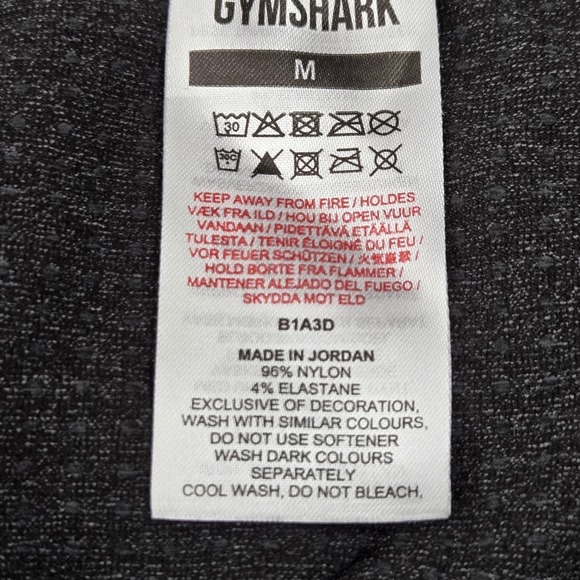 GYMSHARK
M
30
30C
KEEP AWAY FROM FIRE / HOLDES
VÆK FRA ILD / HOU BIJ OPEN VUUR
VANDAAN / PIDETTÄVÄ ETÄÄLLÄ
TULESTA / TENIR ÉLOIGNÉ DU FEU /
VOR FEUER SCHÜTZEN / 火気厳禁 /
HOLD BORTE FRA FLAMMER /
MANTENER ALEJADO DEL FUEGO /
SKYDDA MOT ELD
B1A3D
MADE IN JORDAN
96% NYLON
4% ELASTANE
EXCLUSIVE OF DECORATION,
WASH WITH SIMILAR COLOURS,
DO NOT USE SOFTENER
WASH DARK COLOURS
SEPARATELY
COOL WASH, DO NOT BLEACH.